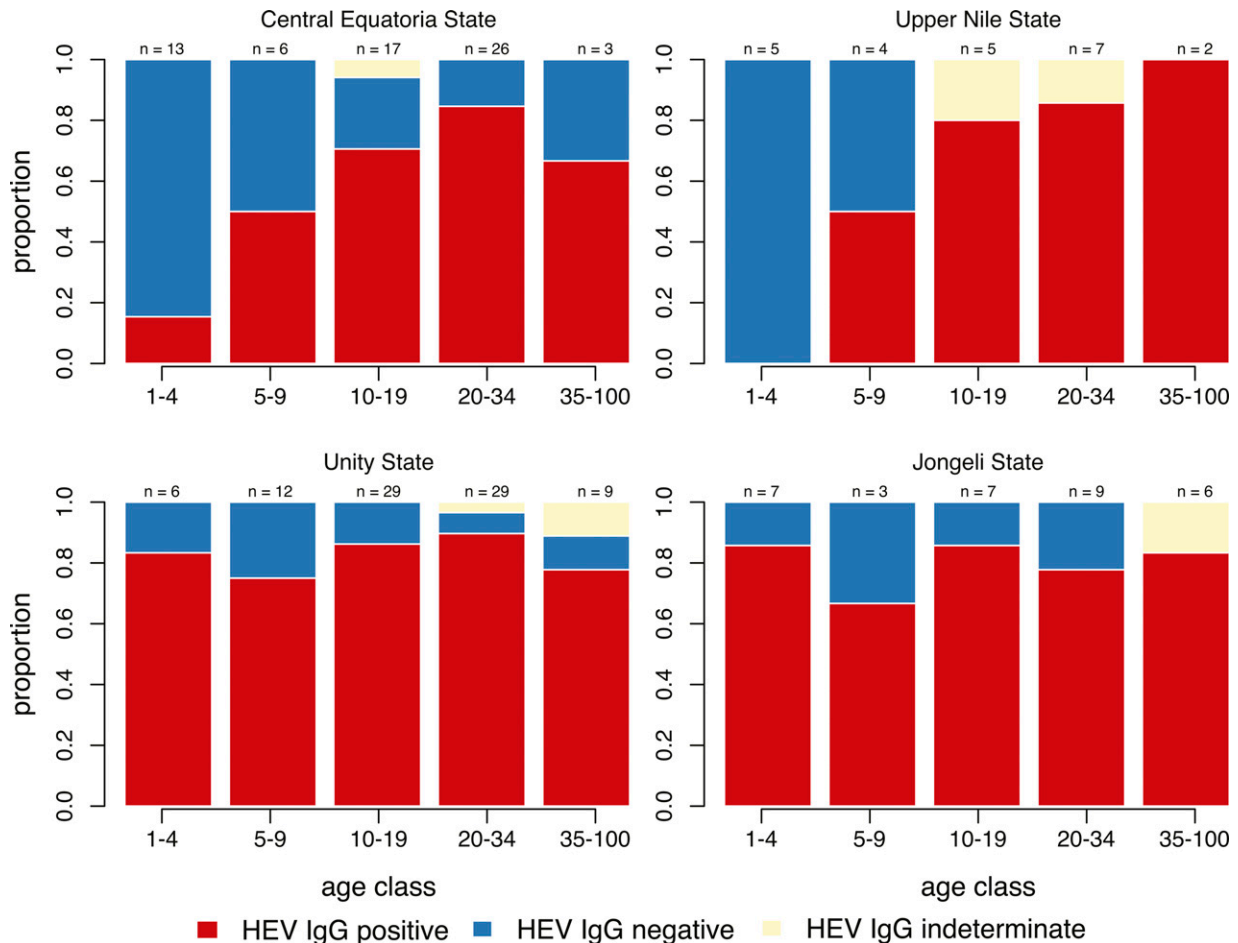 Central Equatoria State
n = 13 n = 6 n = 17 n = 26 n = 3
proportion
0.0 0.2 0.4 0.6 0.8 1.0
1-4 5-9 10-19 20-34 35-100
Upper Nile State
n = 5 n = 4 n = 5 n = 7 n = 2
0.0 0.2 0.4 0.6 0.8 1.0
1-4 5-9 10-19 20-34 35-100
Unity State
n = 6 n = 12 n = 29 n = 29 n = 9
proportion
0.0 0.2 0.4 0.6 0.8 1.0
1-4 5-9 10-19 20-34 35-100
age class
Jongeli State
n = 7 n = 3 n = 7 n = 9 n = 6
0.0 0.2 0.4 0.6 0.8 1.0
1-4 5-9 10-19 20-34 35-100
age class
HEV IgG positive HEV IgG negative HEV IgG indeterminate